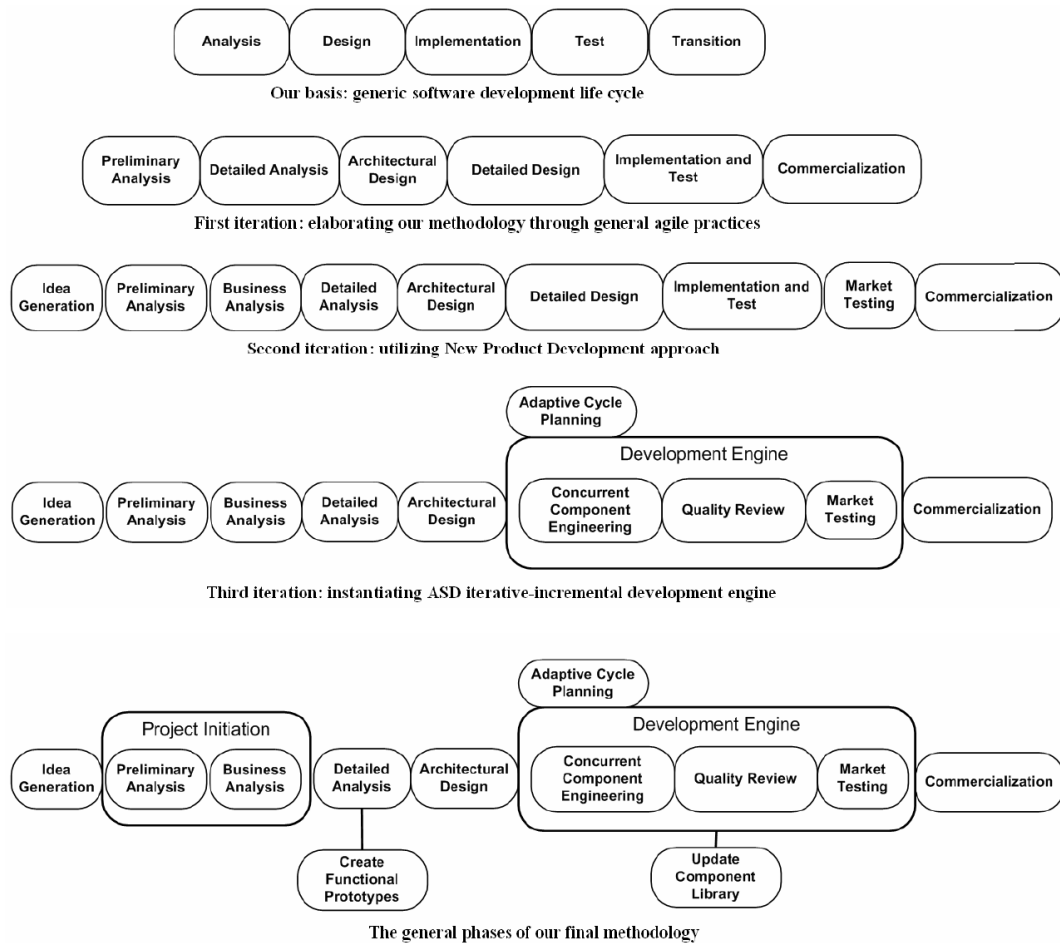 Analysis
Design
Implementation
Test
Transition
Our basis: generic software development life cycle
Preliminary
Analysis
Detailed Analysis
Architectural
Design
Detailed Design
Implementation and
Test
Commercialization
First iteration: elaborating our methodology through general agile practices
Idea
Generation
Preliminary
Analysis
Business
Analysis
Detailed
Analysis
Architectural
Design
Detailed Design
Implementation and
Test
Market
Testing
Commercialization
Second iteration: utilizing New Product Development approach
Adaptive Cycle
Planning
Development Engine
Idea
Generation
Preliminary
Analysis
Business
Analysis
Detailed
Analysis
Architectural
Design
Concurrent
Component
Engineering
Quality Review
Market
Testing
Commercialization
Third iteration: instantiating ASD iterative-incremental development engine
Adaptive Cycle
Planning
Project Initiation
Development Engine
Idea
Generation
Preliminary
Analysis
Business
Analysis
Detailed
Analysis
Architectural
Design
Concurrent
Component
Engineering
Quality Review
Market
Testing
Commercialization
Create
Functional
Prototypes
Update
Component
Library
The general phases of our final methodology